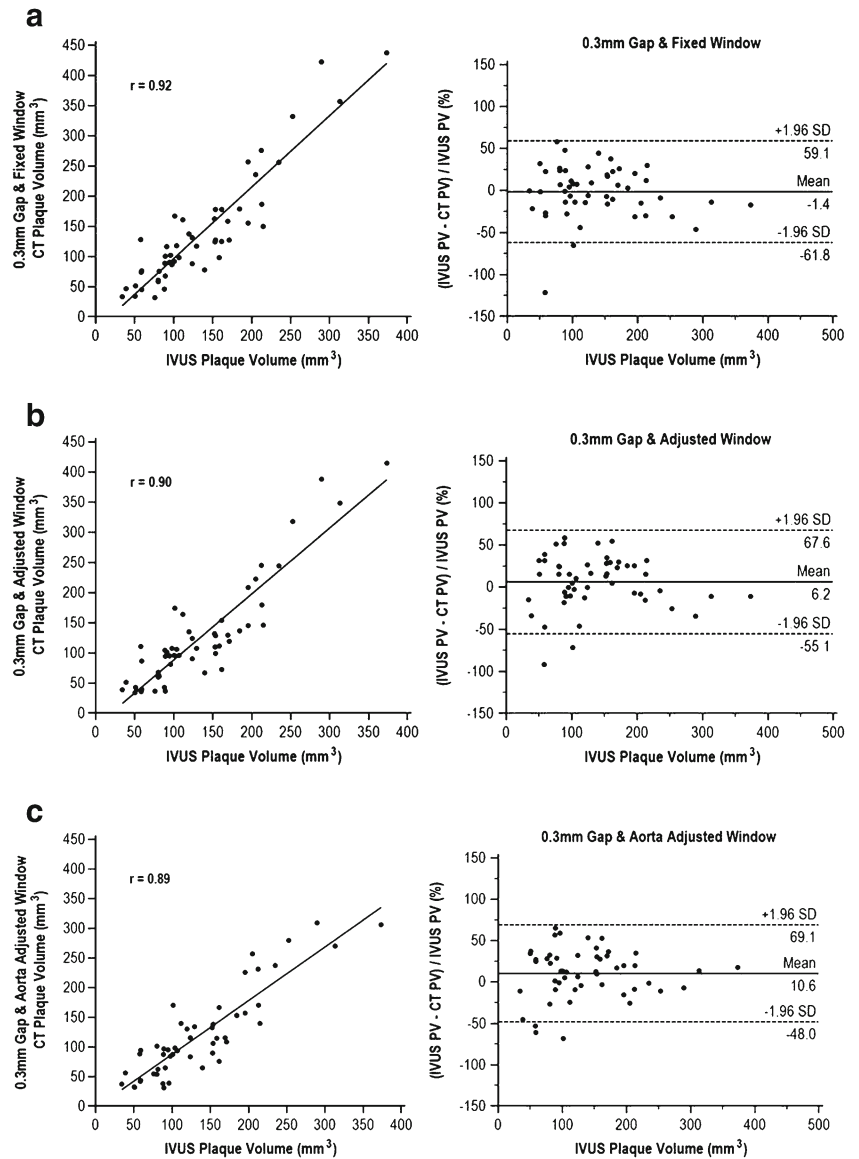 a
0.3mm Gap & Fixed Window
CT Plaque Volume (mm3)
450
400
350
300
250
200
150
100
50
0
r = 0.92
0 50 100 150 200 250 300 350 400
IVUS Plaque Volume (mm3)
0.3mm Gap & Fixed Window
(IVUS PV - CT PV) / IVUS PV (%)
150
100
50
0
-50
-100
-150
+1.96 SD
59.1
Mean
-1.4
-1.96 SD
-61.8
0 100 200 300 400 500
IVUS Plaque Volume (mm3)
b
0.3mm Gap & Adjusted Window
CT Plaque Volume (mm3)
450
400
350
300
250
200
150
100
50
0
r = 0.90
0 50 100 150 200 250 300 350 400
IVUS Plaque Volume (mm3)
0.3mm Gap & Adjusted Window
(IVUS PV - CT PV) / IVUS PV (%)
150
100
50
0
-50
-100
-150
+1.96 SD
67.6
Mean
6.2
-1.96 SD
-55.1
0 100 200 300 400 500
IVUS Plaque Volume (mm3)
c
0.3mm Gap & Aorta Adjusted Window
CT Plaque Volume (mm3)
450
400
350
300
250
200
150
100
50
0
r = 0.89
0 50 100 150 200 250 300 350 400
IVUS Plaque Volume (mm3)
0.3mm Gap & Aorta Adjusted Window
(IVUS PV - CT PV) / IVUS PV (%)
150
100
50
0
-50
-100
-150
+1.96 SD
69.1
Mean
10.6
-1.96 SD
-48.0
0 100 200 300 400 500
IVUS Plaque Volume (mm3)